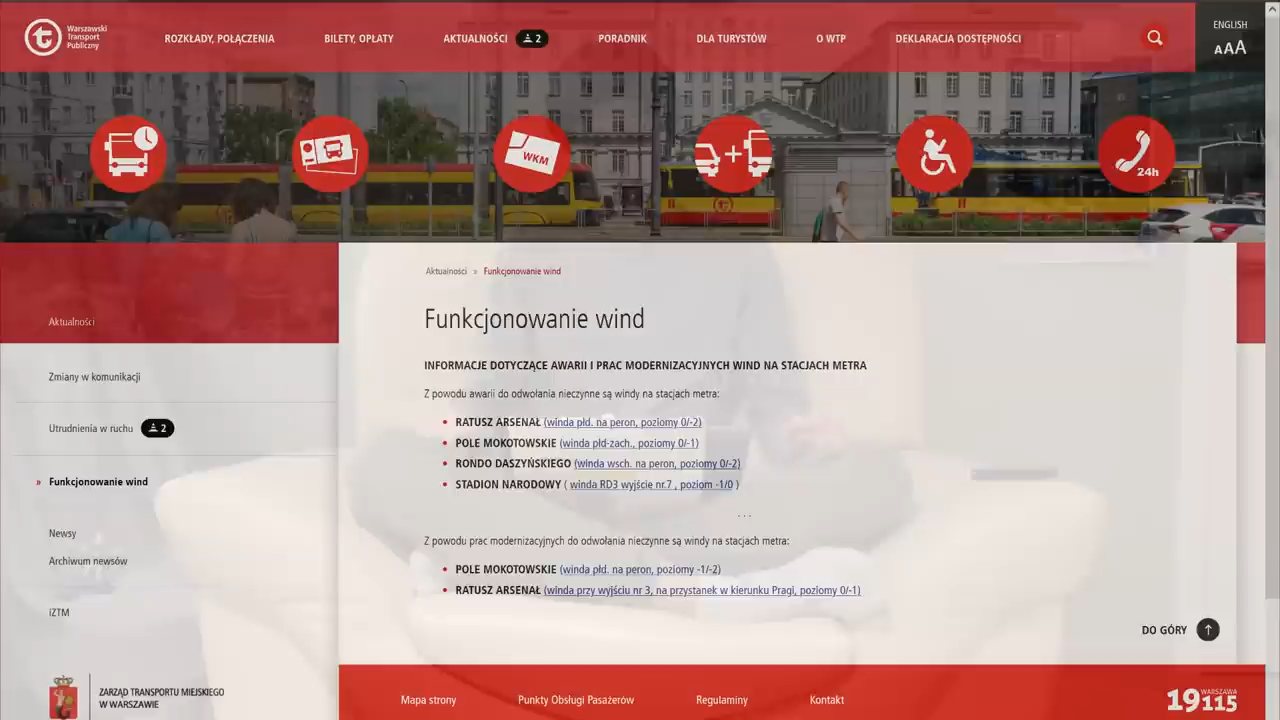 Warszawski
Transport
Publiczny
ROZKŁADY, POŁĄCZENIA
BILETY, OPŁATY
AKTUALNOŚCI 2
PORADNIK
DLA TURYSTÓW
O WTP
DEKLARACJA DOSTĘPNOŚCI
ENGLISH
AAA
WKM
24h
Aktualności
Zmiany w komunikacji
Utrudnienia w ruchu 2
» Funkcjonowanie wind
Newsy
Archiwum newsów
iZTM
ZARZĄD TRANSPORTU MIEJSKIEGO
W WARSZAWIE
Aktualności » Funkcjonowanie wind
Funkcjonowanie wind
INFORMACJE DOTYCZĄCE AWARII I PRAC MODERNIZACYJNYCH WIND NA STACJACH METRA
Z powodu awarii do odwołania nieczynne są windy na stacjach metra:
• RATUSZ ARSENAŁ (winda płd. na peron, poziomy 0/-2)
• POLE MOKOTOWSKIE (winda płd-zach., poziomy 0/-1)
• RONDO DASZYŃSKIEGO (winda wsch. na peron, poziomy 0/-2)
• STADION NARODOWY ( winda RD3 wyjście nr.7 , poziom -1/0 )
. . .
Z powodu prac modernizacyjnych do odwołania nieczynne są windy na stacjach metra:
• POLE MOKOTOWSKIE (winda płd. na peron, poziomy -1/-2)
• RATUSZ ARSENAŁ (winda przy wyjściu nr 3, na przystanek w kierunku Pragi, poziomy 0/-1)
DO GÓRY
Mapa strony
Punkty Obsługi Pasażerów
Regulaminy
Kontakt
WARSZAWA
19115